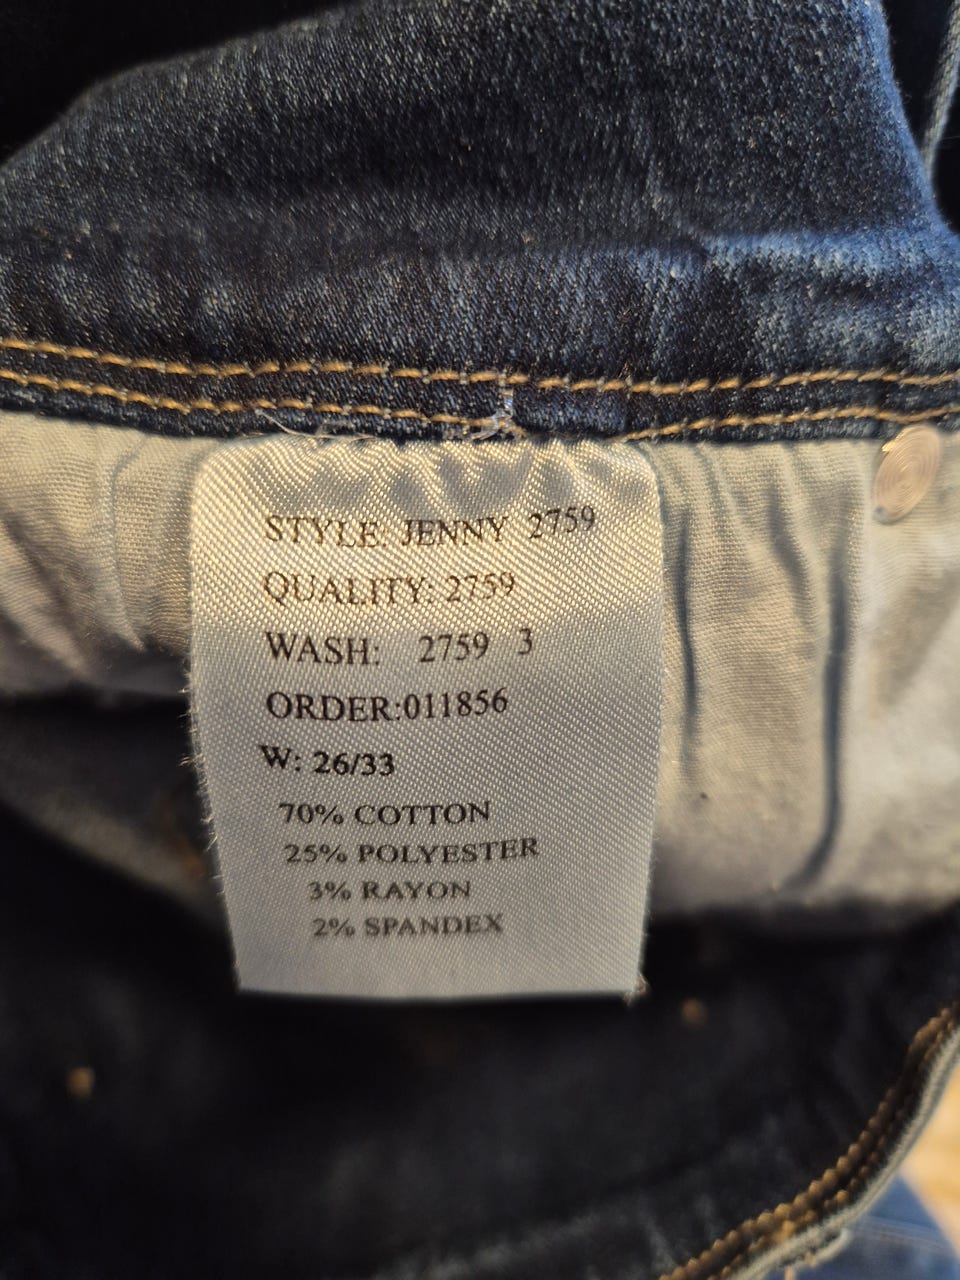 STYLE: JENNY 2759
QUALITY: 2759
WASH: 2759 3
ORDER:011856
W: 26/33
70% COTTON
25% POLYESTER
3% RAYON
2% SPANDEX